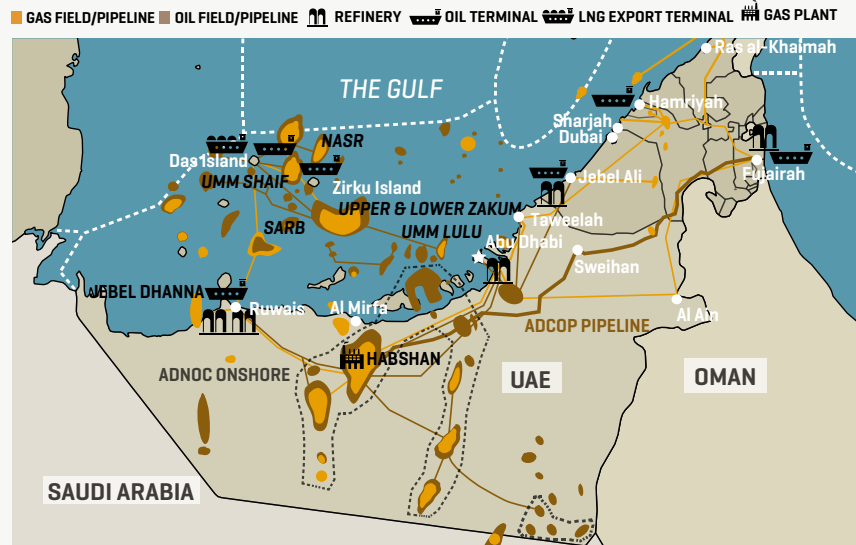 GAS FIELD/PIPELINE OIL FIELD/PIPELINE REFINERY OIL TERMINAL LNG EXPORT TERMINAL GAS PLANT
Ras al-Khaimah
THE GULF
Hamriyah
Sharjah
Dubai
NASR
Das Island
Fujairah
UMM SHAIF
Zirku Island
Jebel Ali
UPPER & LOWER ZAKUM
Taweelah
SARB
UMM LULU
Abu Dhabi
Sweihan
JEBEL DHANNA
Ruwais
Al Mirfa
Al Ain
ADCOP PIPELINE
HABSHAN
ADNOC ONSHORE
UAE
OMAN
SAUDI ARABIA